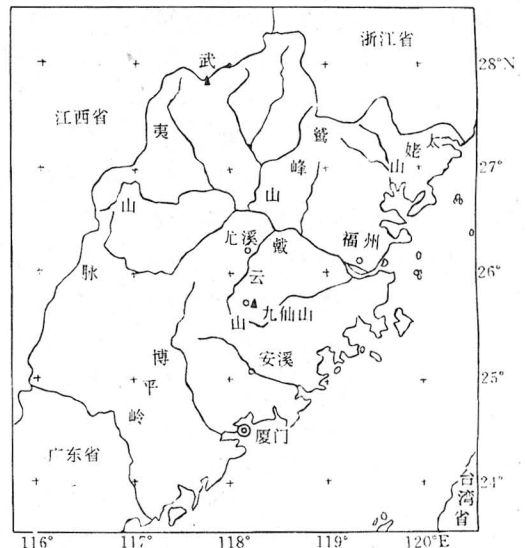 浙江省
28°N
武
江西省
夷
鹫
峰
山
太
姥
山
27°
山
脉
尤溪
戴
云
山
福州
26°
九仙山
博
平
岭
安溪
25°
厦门
广东省
24°
台湾省
116°
117°
118°
119°
120°E